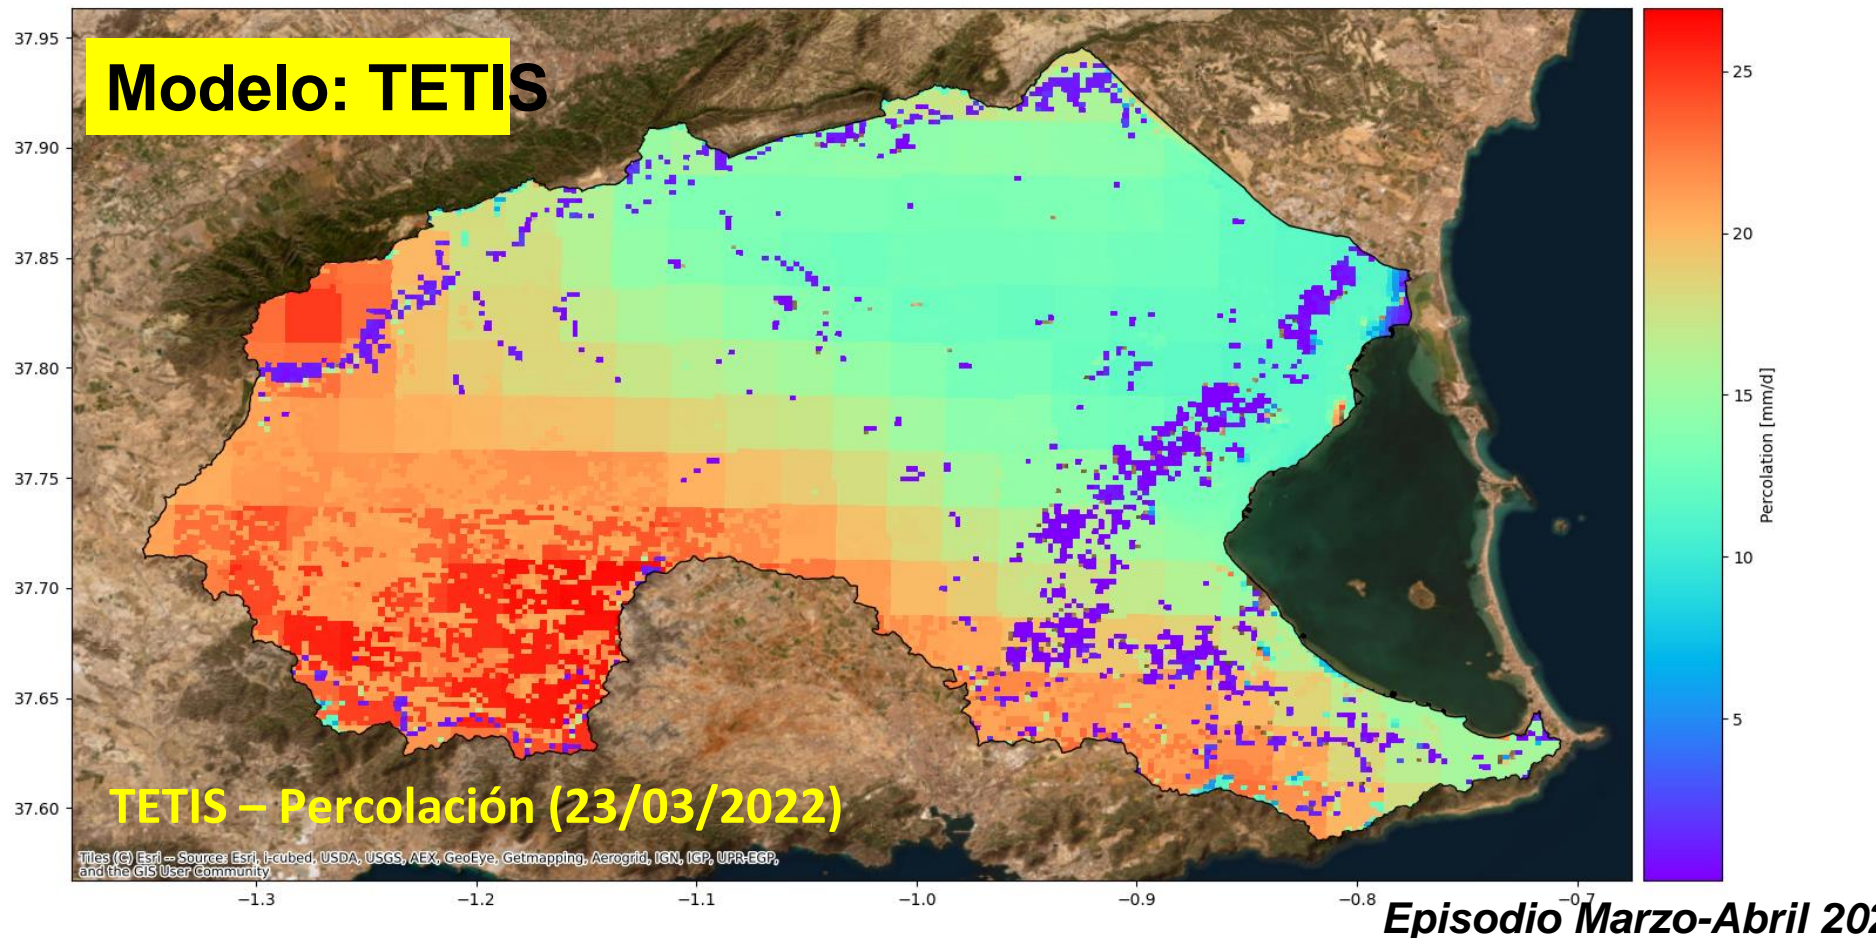 Modelo: TETIS
37.95
37.90
37.85
37.80
37.75
37.70
37.65
37.60
25
20
15
10
5
Percolation [mm/d]
TETIS – Percolación (23/03/2022)
Tiles (C) Esri -- Source: Esri, i-cubed, USDA, USGS, AEX, GeoEye, Getmapping, Aerogrid, IGN, IGP, UPR-EGP,
and the GIS User Community
−1.3 −1.2 −1.1 −1.0 −0.9 −0.8 −0.7
Episodio Marzo-Abril